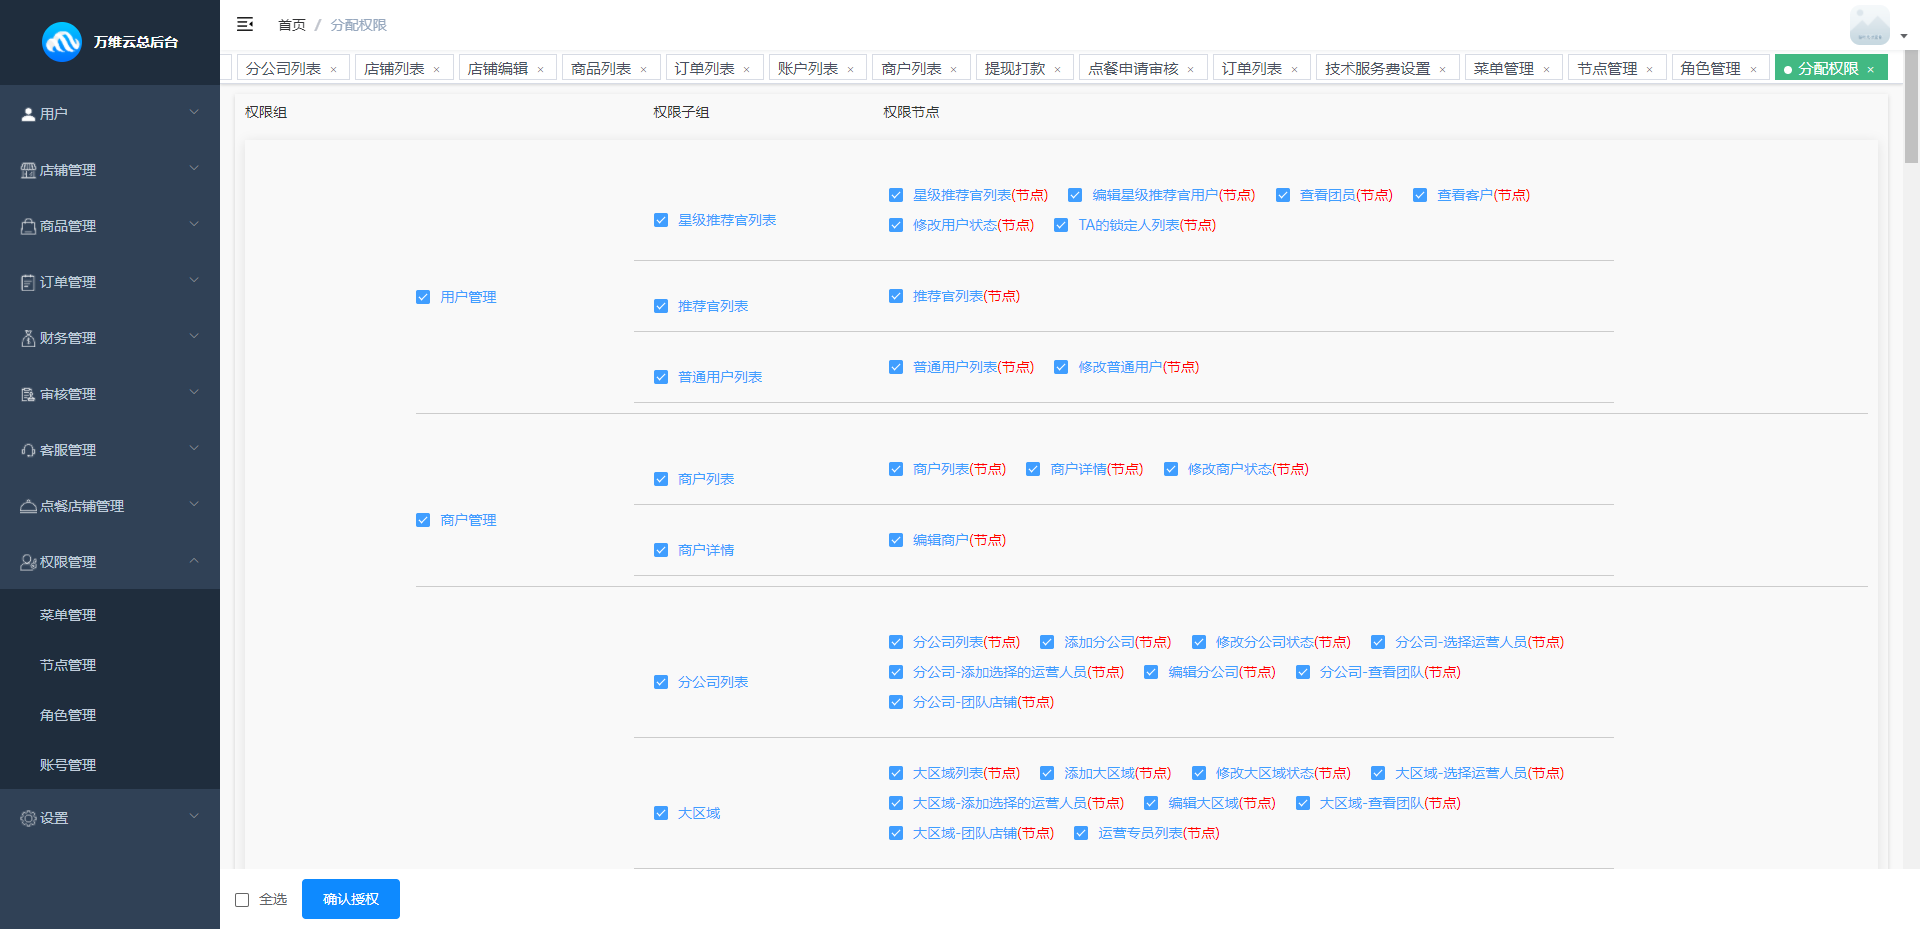 万维云总后台
首页 / 分配权限
分公司列表 × 店铺列表 × 店铺编辑 × 商品列表 × 订单列表 × 账户列表 × 商户列表 × 提现打款 × 点餐申请审核 × 订单列表 × 技术服务费设置 × 菜单管理 × 节点管理 × 角色管理 × 分配权限 ×
用户
店铺管理
商品管理
订单管理
财务管理
审核管理
客服管理
点餐店铺管理
权限管理
菜单管理
节点管理
角色管理
账号管理
设置
权限组 权限子组 权限节点
用户管理
星级推荐官列表
星级推荐官列表(节点) 编辑星级推荐官用户(节点) 查看团员(节点) 查看客户(节点)
修改用户状态(节点) TA的锁定人列表(节点)
推荐官列表
推荐官列表(节点)
普通用户列表
普通用户列表(节点) 修改普通用户(节点)
商户管理
商户列表
商户列表(节点) 商户详情(节点) 修改商户状态(节点)
商户详情
编辑商户(节点)
分公司列表
分公司列表(节点) 添加分公司(节点) 修改分公司状态(节点) 分公司-选择运营人员(节点)
分公司-添加选择的运营人员(节点) 编辑分公司(节点) 分公司-查看团队(节点)
分公司-团队店铺(节点)
大区域
大区域列表(节点) 添加大区域(节点) 修改大区域状态(节点) 大区域-选择运营人员(节点)
大区域-添加选择的运营人员(节点) 编辑大区域(节点) 大区域-查看团队(节点)
大区域-团队店铺(节点) 运营专员列表(节点)
全选 确认授权